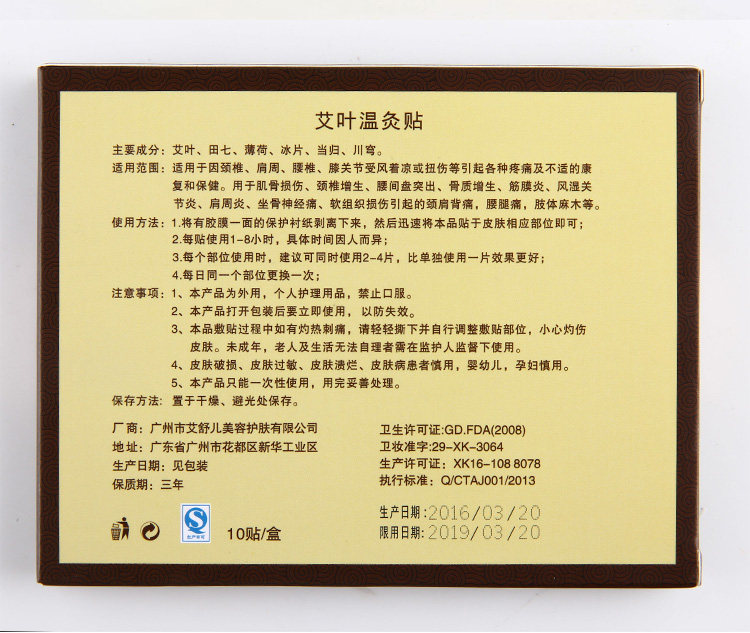 艾叶温灸贴
主要成分：艾叶、田七、薄荷、冰片、当归、川穹。
适用范围：适用于因颈椎、肩周、腰椎、膝关节受风着凉或扭伤等引起各种疼痛及不适的康
复和保健。用于肌骨损伤、颈椎增生、腰间盘突出、骨质增生、筋膜炎、风湿关
节炎、肩周炎、坐骨神经痛、软组织损伤引起的颈肩背痛，腰腿痛，肢体麻木等。
使用方法：1.将有胶膜一面的保护衬纸剥离下来，然后迅速将本品贴于皮肤相应部位即可；
2.每贴使用1-8小时，具体时间因人而异；
3.每个部位使用时，建议可同时使用2-4片，比单独使用一片效果更好；
4.每日同一个部位更换一次；
注意事项：1、本产品为外用，个人护理用品，禁止口服。
2、本产品打开包装后要立即使用， 以防失效。
3、本品敷贴过程中如有灼热刺痛，请轻轻撕下并自行调整敷贴部位，小心灼伤
皮肤。未成年，老人及生活无法自理者需在监护人监督下使用。
4、皮肤破损、皮肤过敏、皮肤溃烂、皮肤病患者慎用，婴幼儿，孕妇慎用。
5、本产品只能一次性使用，用完妥善处理。
保存方法：置于干燥、避光处保存。
厂商：广州市艾舒儿美容护肤有限公司
地址：广东省广州市花都区新华工业区
生产日期：见包装
保质期：三年
卫生许可证:GD.FDA(2008)
卫妆准字:29-XK-3064
生产许可证：XK16-108 8078
执行标准：Q/CTAJ001/2013
生产日期:2016/03/20
限用日期:2019/03/20
QS
生产许可
10贴/盒